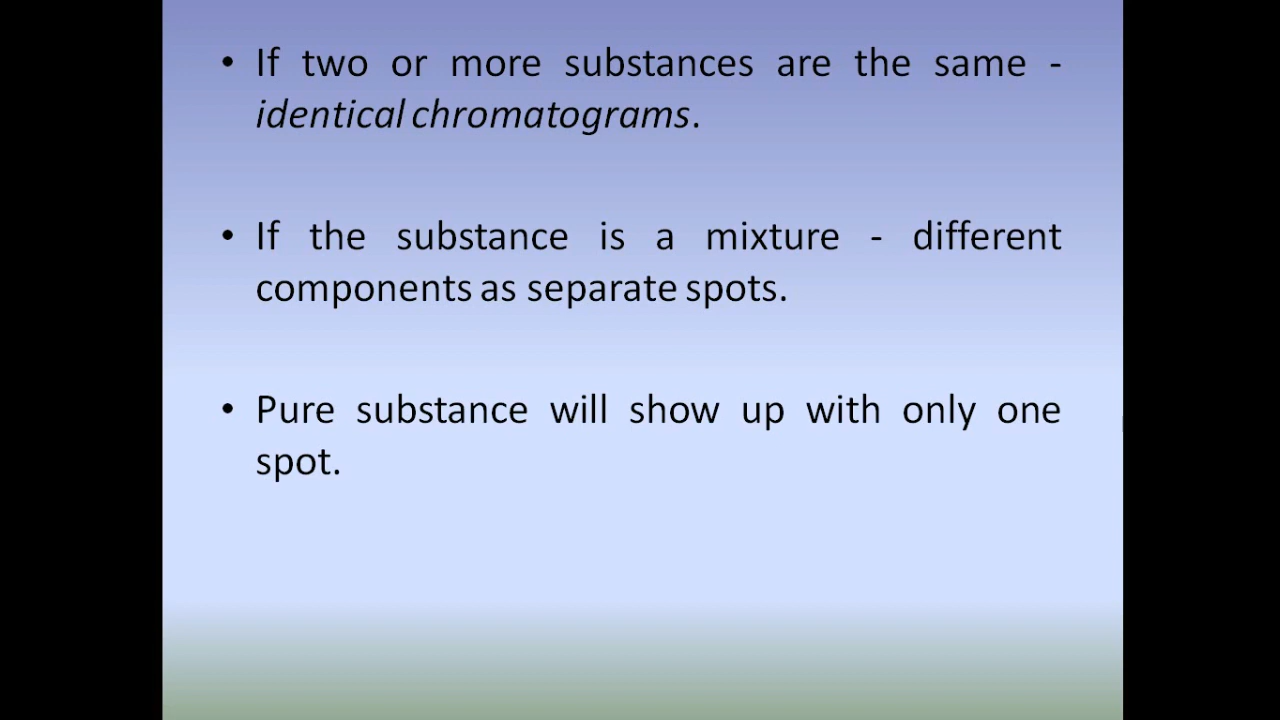 • If two or more substances are the same -
identical chromatograms.
• If the substance is a mixture - different
components as separate spots.
• Pure substance will show up with only one
spot.